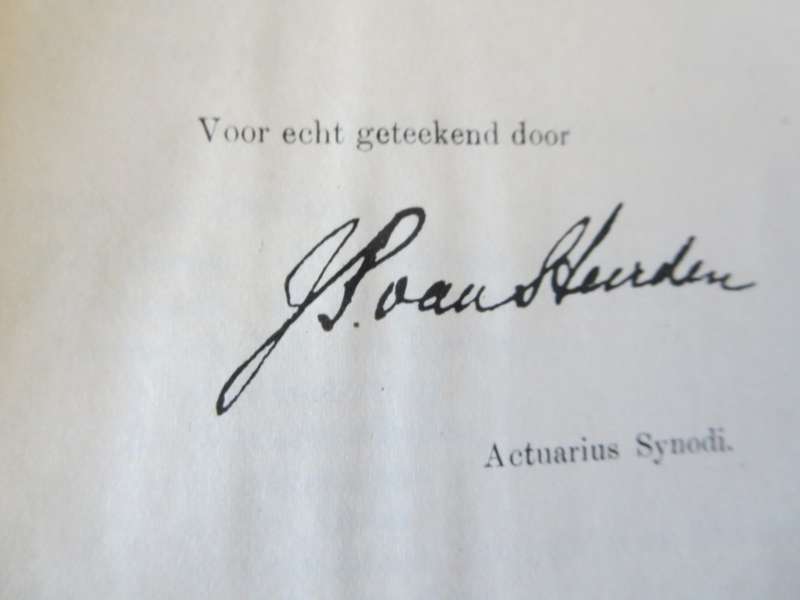 Voor echt geteekend door
J. P. van Heerden
Actuarius Synodi.